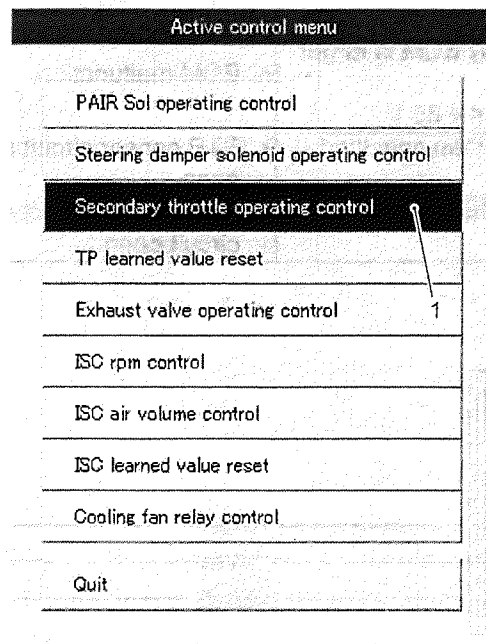 Active control menu
PAIR Sol operating control
Steering damper solenoid operating control
Secondary throttle operating control
TP learned value reset
Exhaust valve operating control
1
ISC rpm control
ISC air volume control
ISC learned value reset
Cooling fan relay control
Quit